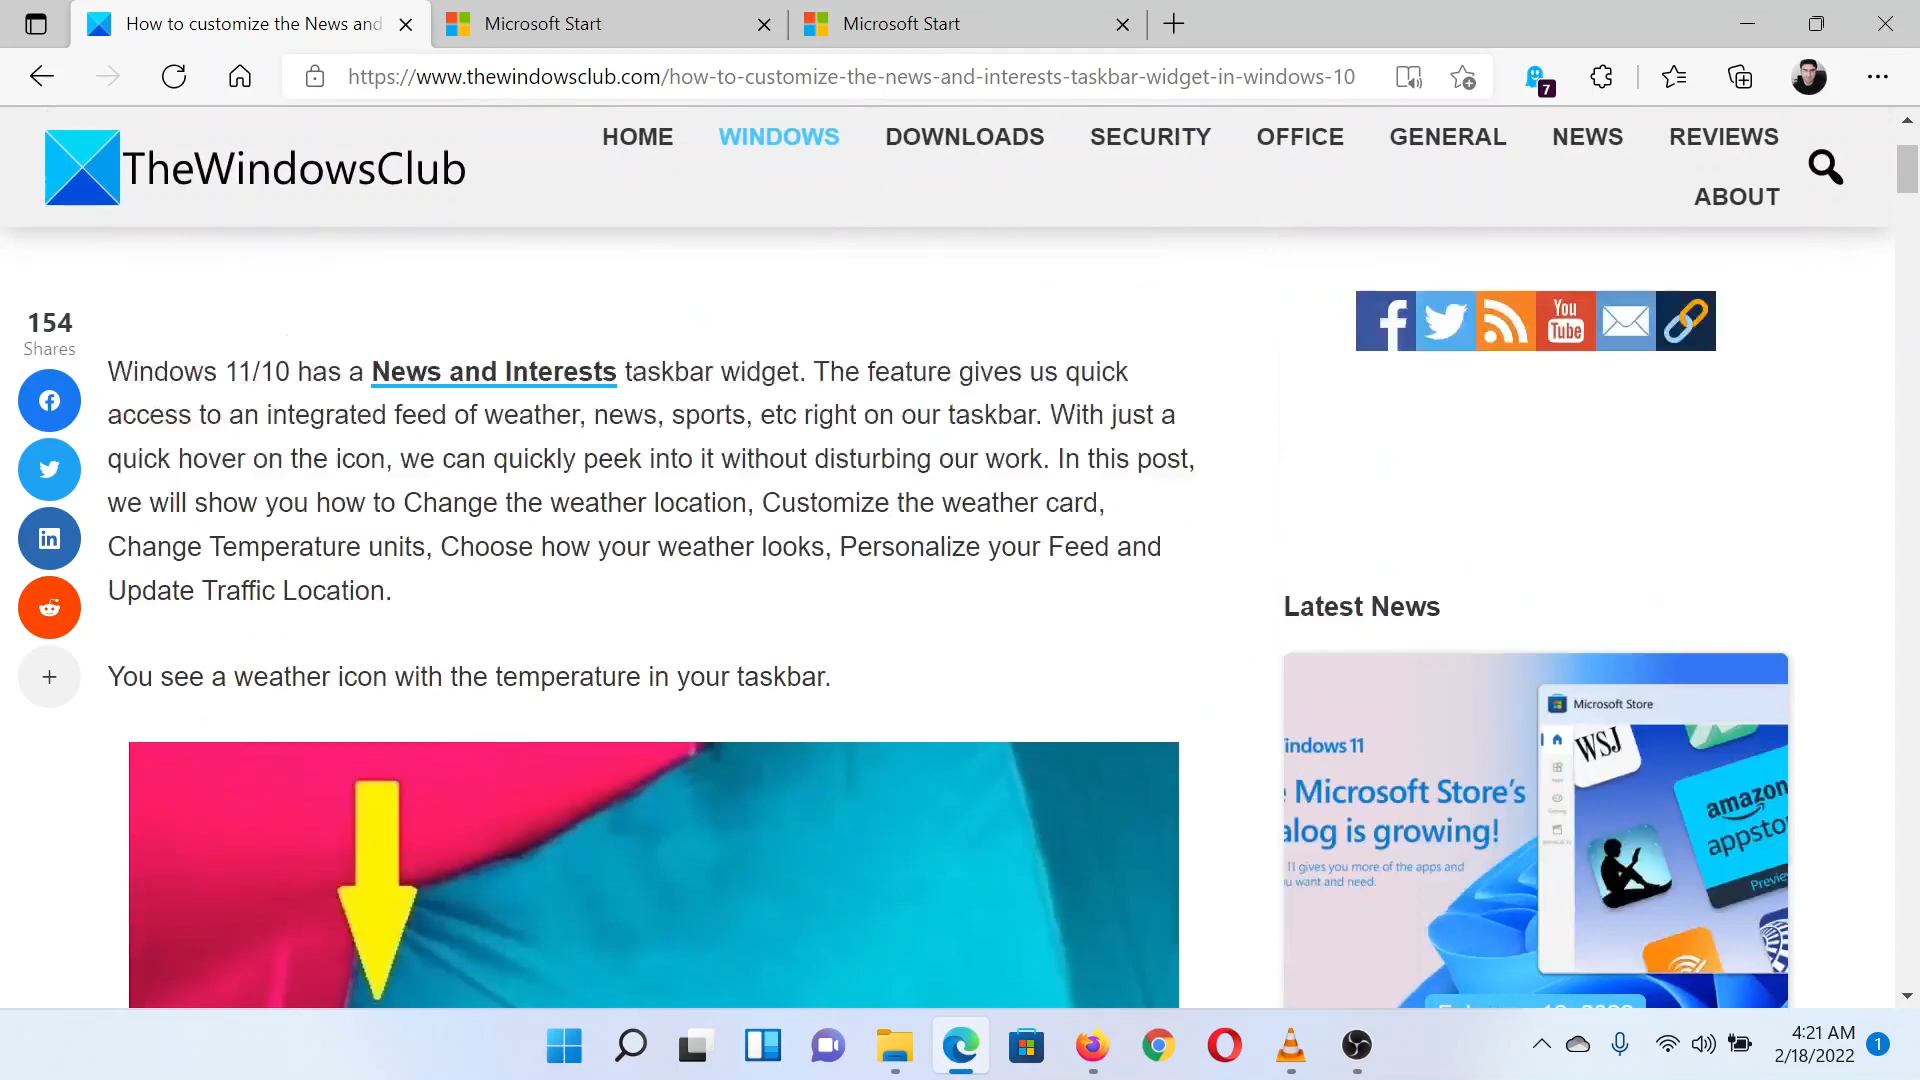 How to customize the News and
Microsoft Start
Microsoft Start
https://www.thewindowsclub.com/how-to-customize-the-news-and-interests-taskbar-widget-in-windows-10
7
TheWindowsClub
HOME WINDOWS DOWNLOADS SECURITY OFFICE GENERAL NEWS REVIEWS
ABOUT
154
Shares
Windows 11/10 has a News and Interests taskbar widget. The feature gives us quick
access to an integrated feed of weather, news, sports, etc right on our taskbar. With just a
quick hover on the icon, we can quickly peek into it without disturbing our work. In this post,
we will show you how to Change the weather location, Customize the weather card,
Change Temperature units, Choose how your weather looks, Personalize your Feed and
Update Traffic Location.
You see a weather icon with the temperature in your taskbar.
You
Tube
Latest News
Microsoft Store
indows 11
Microsoft Store's
alog is growing!
11 gives you more of the apps and
u want and need.
WSJ
amazon
appsto
Previe
4:21 AM
2/18/2022
1